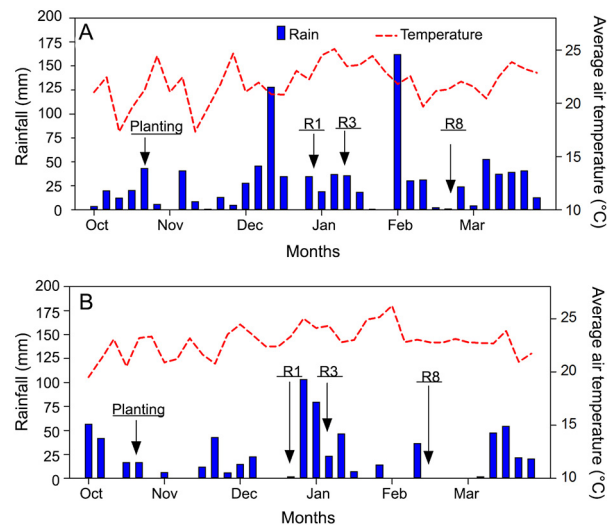 A
Rain
Temperature
Rainfall (mm)
200
175
150
125
100
75
50
25
0
Planting
R1
R3
R8
25
20
15
10
Average air temperature (°C)
Oct
Nov
Dec
Jan
Feb
Mar
Months
B
Rainfall (mm)
200
175
150
125
100
75
50
25
0
Planting
R1
R3
R8
25
20
15
10
Average air temperature (°C)
Oct
Nov
Dec
Jan
Feb
Mar
Months